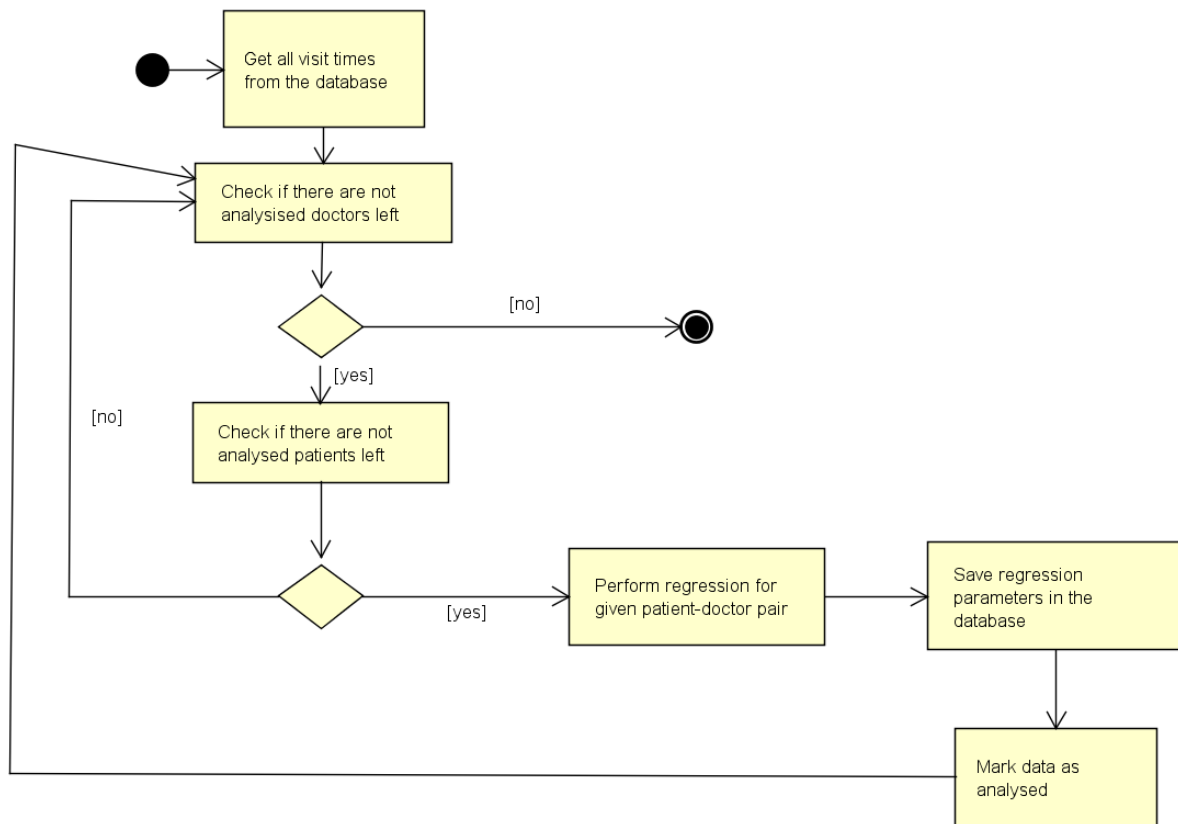 Get all visit times
from the database
Check if there are not
analysised doctors left
[no]
[yes]
[no]
Check if there are not
analysed patients left
[yes]
Perform regression for
given patient-doctor pair
Save regression
parameters in the
database
Mark data as
analysed